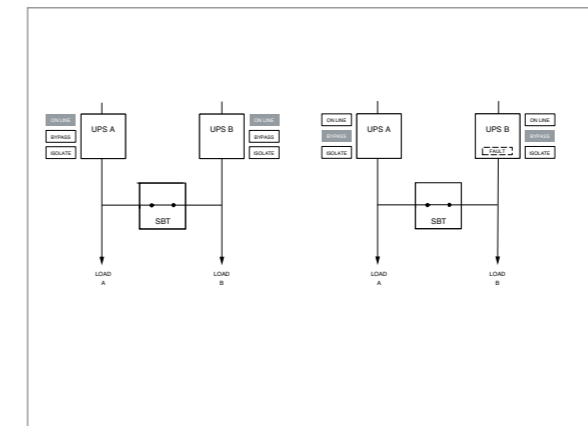 ON LINE
BYPASS
ISOLATE
UPS A
UPS B
ON LINE
BYPASS
ISOLATE
SBT
LOAD
A
LOAD
B
ON LINE
BYPASS
ISOLATE
UPS A
UPS B
FAULT
ON LINE
BYPASS
ISOLATE
SBT
LOAD
A
LOAD
B